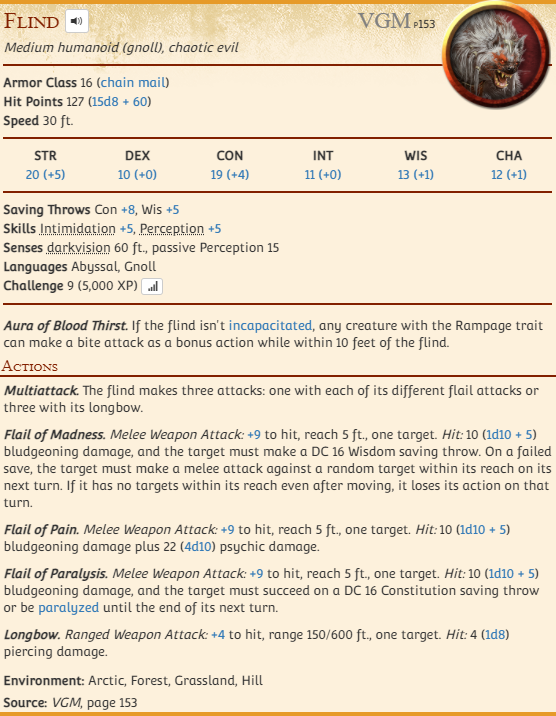 FLIND VGM P153
Medium humanoid (gnoll), chaotic evil
Armor Class 16 (chain mail)
Hit Points 127 (15d8 + 60)
Speed 30 ft.
STR DEX CON INT WIS CHA
20 (+5) 10 (+0) 19 (+4) 11 (+0) 13 (+1) 12 (+1)
Saving Throws Con +8, Wis +5
Skills Intimidation +5, Perception +5
Senses darkvision 60 ft., passive Perception 15
Languages Abyssal, Gnoll
Challenge 9 (5,000 XP)
Aura of Blood Thirst. If the flind isn't incapacitated, any creature with the Rampage trait
can make a bite attack as a bonus action while within 10 feet of the flind.
ACTIONS
Multiattack. The flind makes three attacks: one with each of its different flail attacks or
three with its longbow.
Flail of Madness. Melee Weapon Attack: +9 to hit, reach 5 ft., one target. Hit: 10 (1d10 + 5)
bludgeoning damage, and the target must make a DC 16 Wisdom saving throw. On a failed
save, the target must make a melee attack against a random target within its reach on its
next turn. If it has no targets within its reach even after moving, it loses its action on that
turn.
Flail of Pain. Melee Weapon Attack: +9 to hit, reach 5 ft., one target. Hit: 10 (1d10 + 5)
bludgeoning damage plus 22 (4d10) psychic damage.
Flail of Paralysis. Melee Weapon Attack: +9 to hit, reach 5 ft., one target. Hit: 10 (1d10 + 5)
bludgeoning damage, and the target must succeed on a DC 16 Constitution saving throw
or be paralyzed until the end of its next turn.
Longbow. Ranged Weapon Attack: +4 to hit, range 150/600 ft., one target. Hit: 4 (1d8)
piercing damage.
Environment: Arctic, Forest, Grassland, Hill
Source: VGM, page 153